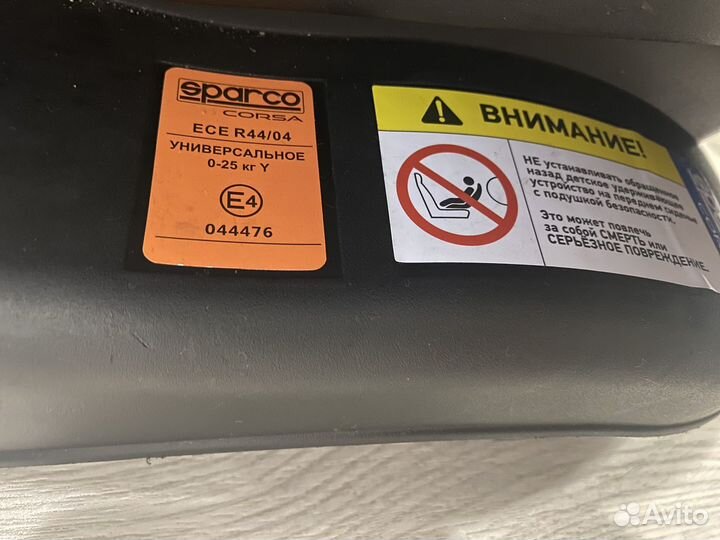 sparco
CORSA
ECE R44/04
УНИВЕРСАЛЬНОЕ
0-25 кг Y
E4
044476
ВНИМАНИЕ!
НЕ устанавливать обращенное
назад детское удерживающее
устройство на переднем сиденье
с подушкой безопасности.
Это может повлечь
за собой СМЕРТЬ или
СЕРЬЁЗНОЕ ПОВРЕЖДЕНИЕ.
Avito